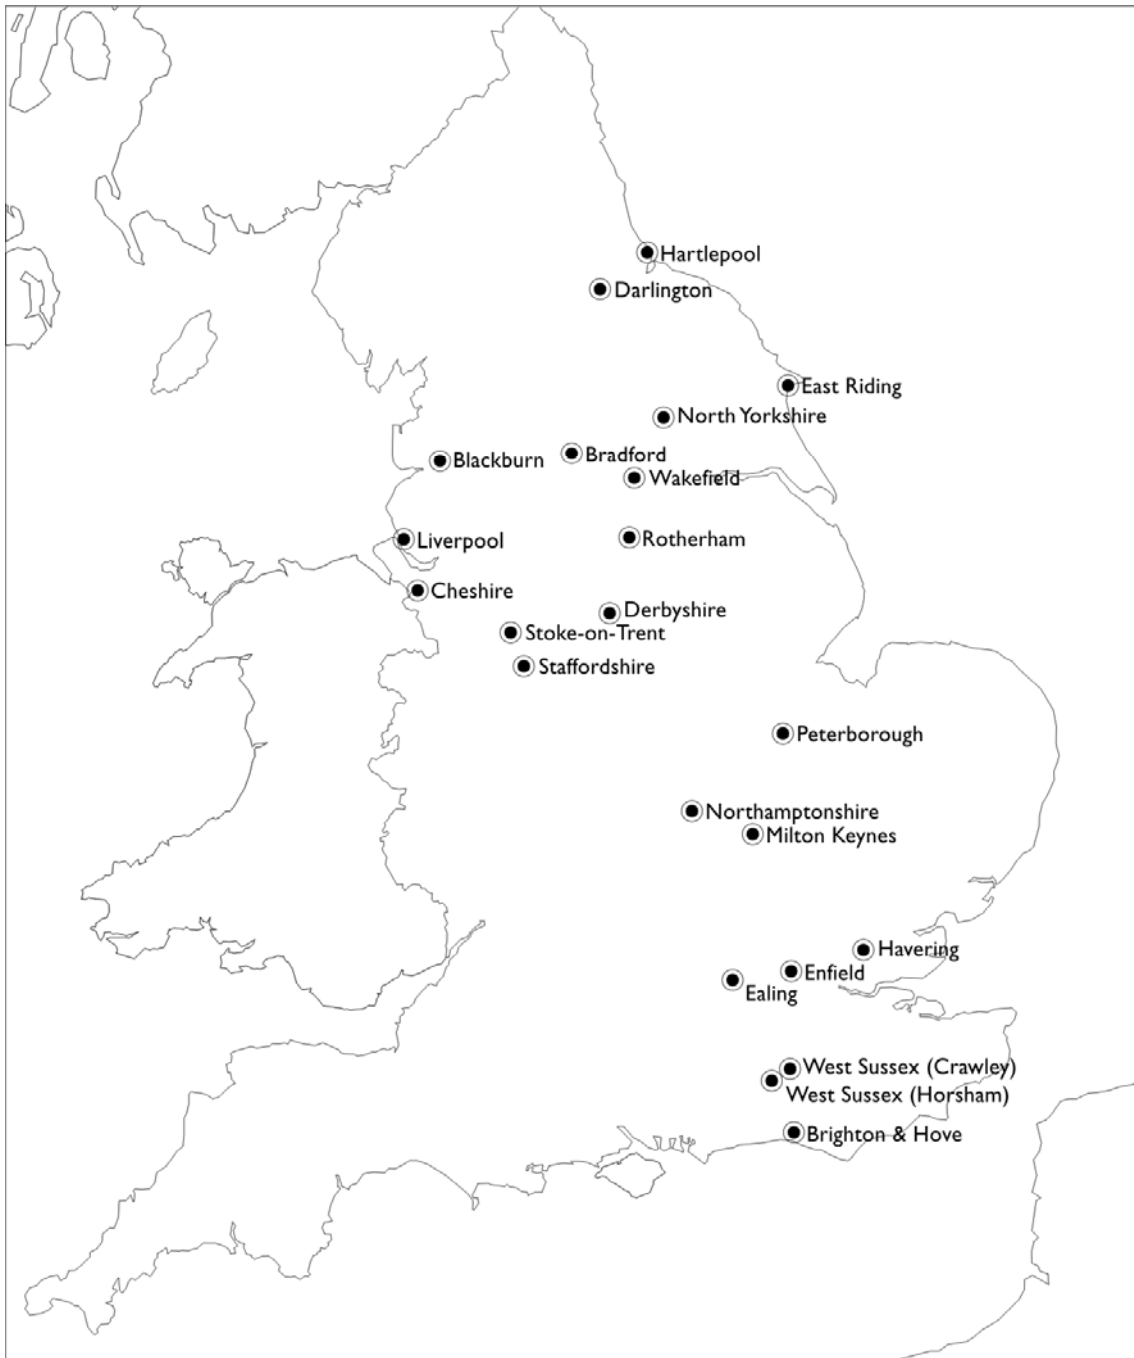 Hartlepool
Darlington
East Riding
North Yorkshire
Bradford
Blackburn
Wakefield
Liverpool
Rotherham
Cheshire
Derbyshire
Stoke-on-Trent
Staffordshire
Peterborough
Northamptonshire
Milton Keynes
Havering
Enfield
Ealing
West Sussex (Crawley)
West Sussex (Horsham)
Brighton & Hove